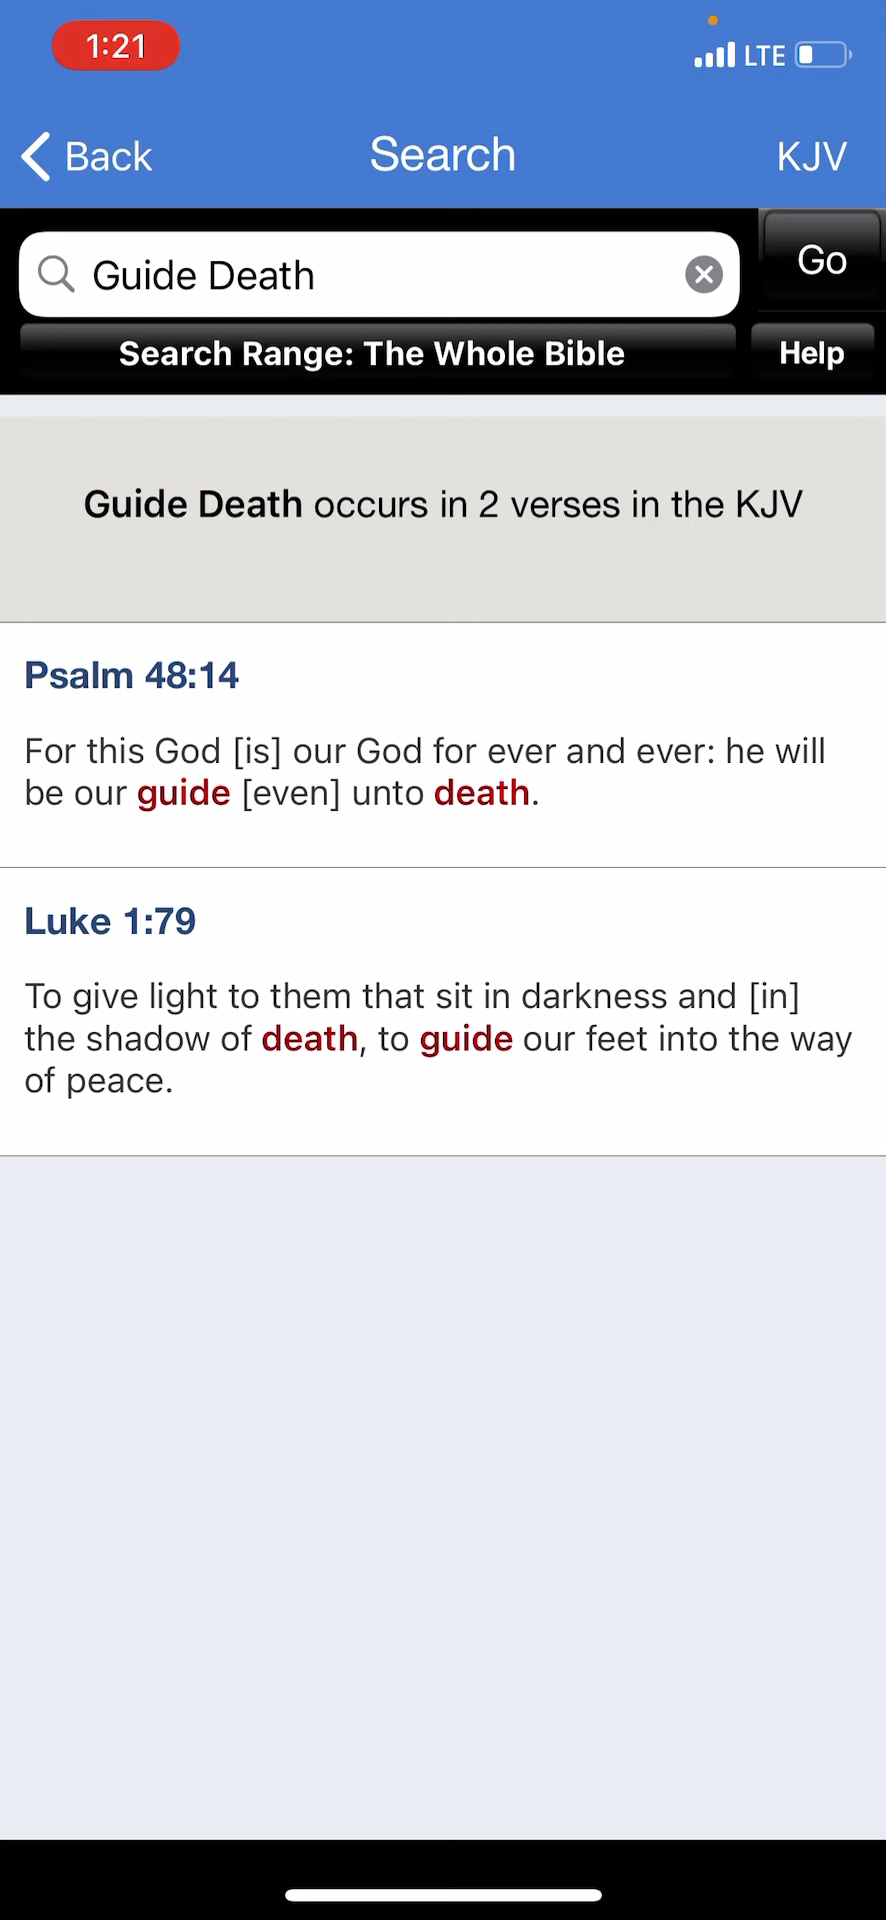 1:21 LTE
Back Search KJV
Guide Death Go
Search Range: The Whole Bible Help
Guide Death occurs in 2 verses in the KJV
Psalm 48:14
For this God [is] our God for ever and ever: he will
be our guide [even] unto death.
Luke 1:79
To give light to them that sit in darkness and [in]
the shadow of death, to guide our feet into the way
of peace.